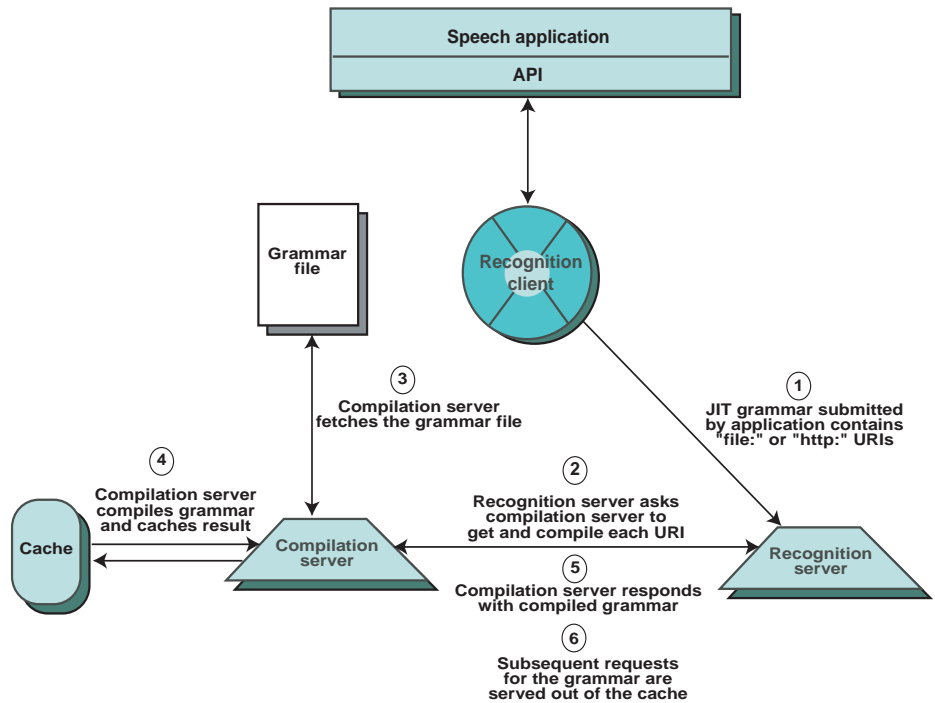 Speech application
API
Grammar
file
Recognition
client
3
Compilation server
fetches the grammar file
1
JIT grammar submitted
by application contains
"file:" or "http:" URIs
4
Compilation server
compiles grammar
and caches result
2
Recognition server asks
compilation server to
get and compile each URI
Cache
Compilation
server
Recognition
server
5
Compilation server responds
with compiled grammar
6
Subsequent requests
for the grammar are
served out of the cache